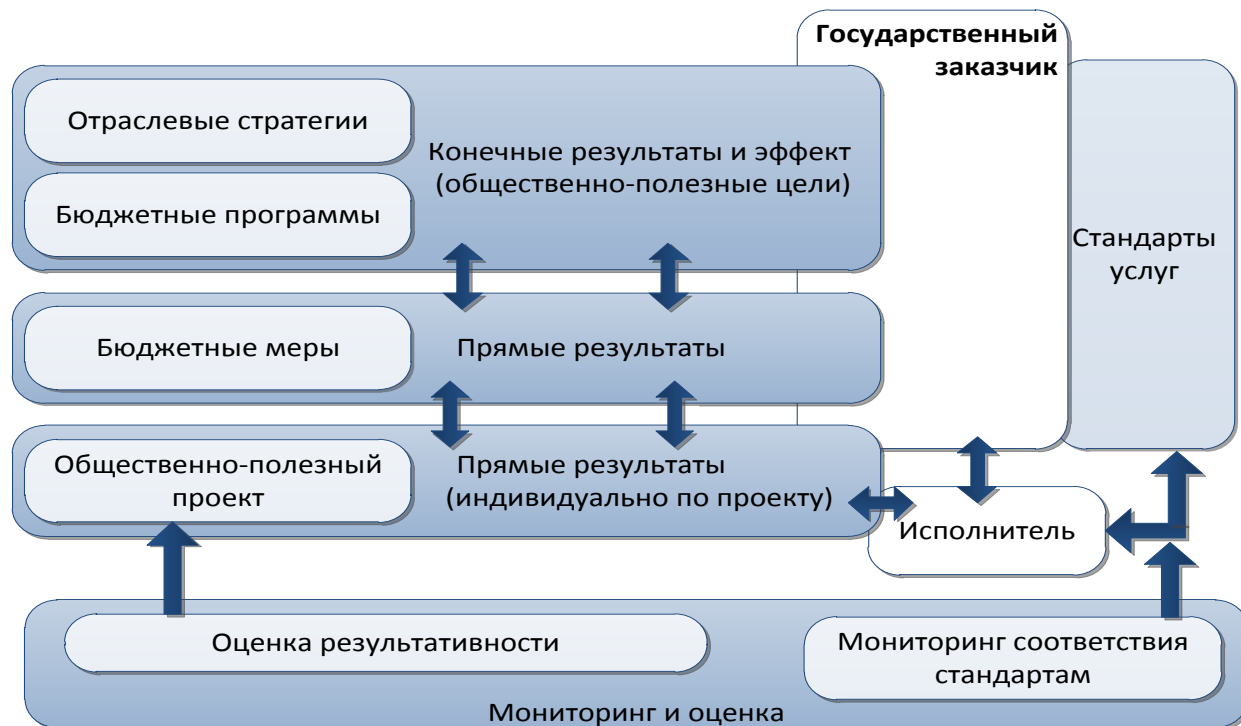 Государственный
заказчик
Отраслевые стратегии
Конечные результаты и эффект
(общественно-полезные цели)
Бюджетные программы
Стандарты
услуг
Бюджетные меры
Прямые результаты
Общественно-полезный
проект
Прямые результаты
(индивидуально по проекту)
Исполнитель
Оценка результативности
Мониторинг соответствия
стандартам
Мониторинг и оценка